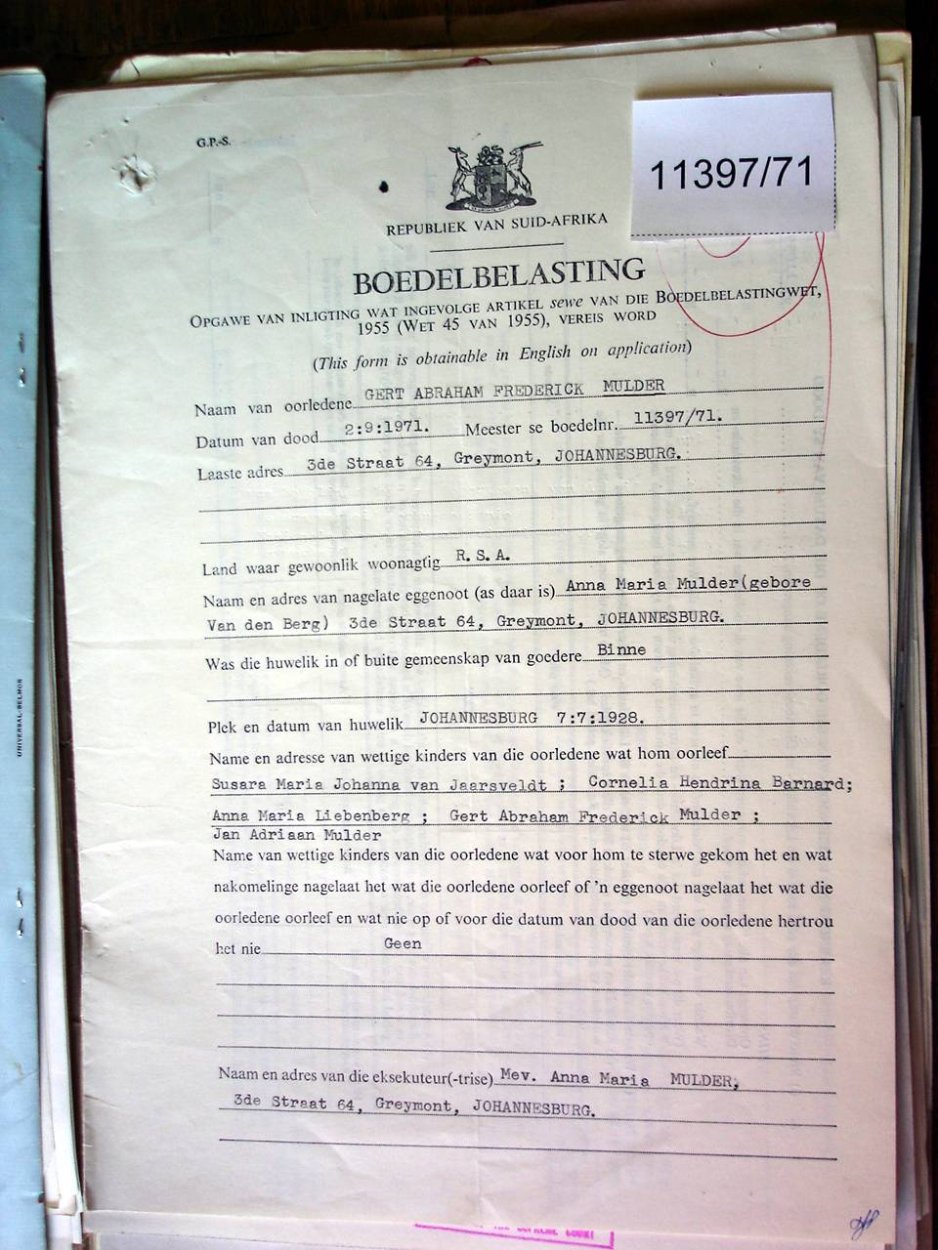 G.P.-S.
11397/71
REPUBLIEK VAN SUID-AFRIKA
BOEDELBELASTING
OPGAWE VAN INLIGTING WAT INGEVOLGE ARTIKEL sewe VAN DIE BOEDELBELASTINGWET,
1955 (WET 45 VAN 1955), VEREIS WORD
(This form is obtainable in English on application)
Naam van oorledene GERT ABRAHAM FREDERICK MULDER
Datum van dood 2:9:1971. Meester se boedelnr. 11397/71.
Laaste adres 3de Straat 64, Greymont, JOHANNESBURG.
Land waar gewoonlik woonagtig R.S.A.
Naam en adres van nagelate eggenoot (as daar is) Anna Maria Mulder(gebore
Van den Berg) 3de Straat 64, Greymont, JOHANNESBURG.
Was die huwelik in of buite gemeenskap van goedere Binne
Plek en datum van huwelik JOHANNESBURG 7:7:1928.
Name en adresse van wettige kinders van die oorledene wat hom oorleef
Susara Maria Johanna van Jaarsveldt ; Cornelia Hendrina Barnard;
Anna Maria Liebenberg ; Gert Abraham Frederick Mulder ;
Jan Adriaan Mulder
Name van wettige kinders van die oorledene wat voor hom te sterwe gekom het en wat
nakomelinge nagelaat het wat die oorledene oorleef of 'n eggenoot nagelaat het wat die
oorledene oorleef en wat nie op of voor die datum van dood van die oorledene hertrou
het nie Geen
Naam en adres van die eksekuteur(-trise) Mev. Anna Maria MULDER,
3de Straat 64, Greymont, JOHANNESBURG.
UNIVERSAL-BELMOR